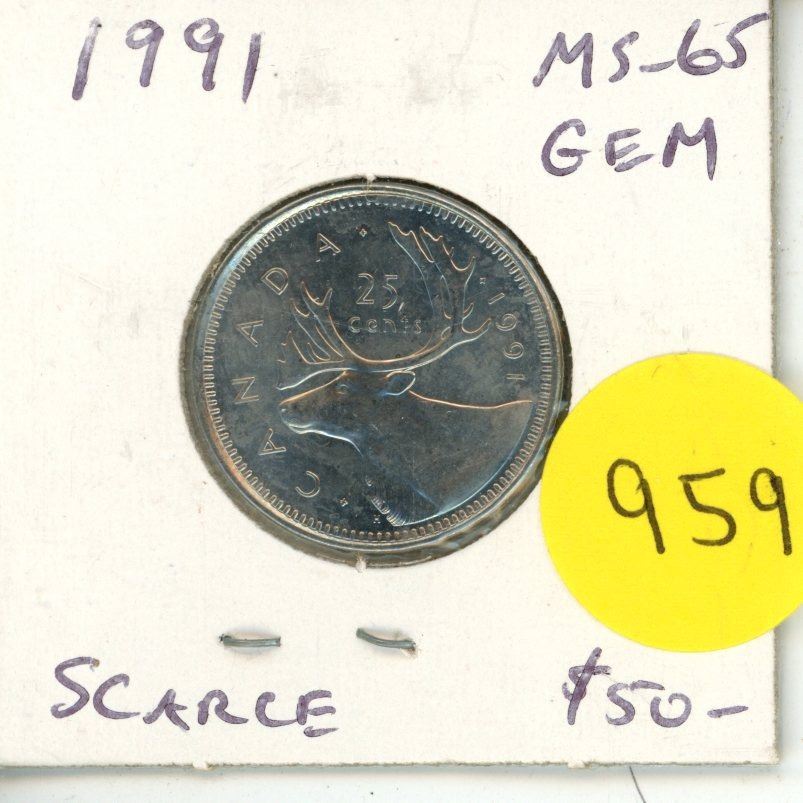 1991
MS-65
GEM
CANADA
25
cents
1991
H
959
SCARCE
$50-